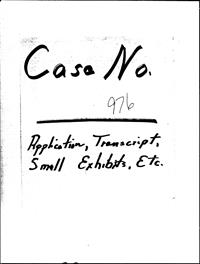 Case No.
976
Application, Transcript,
Small Exhibits, Etc.